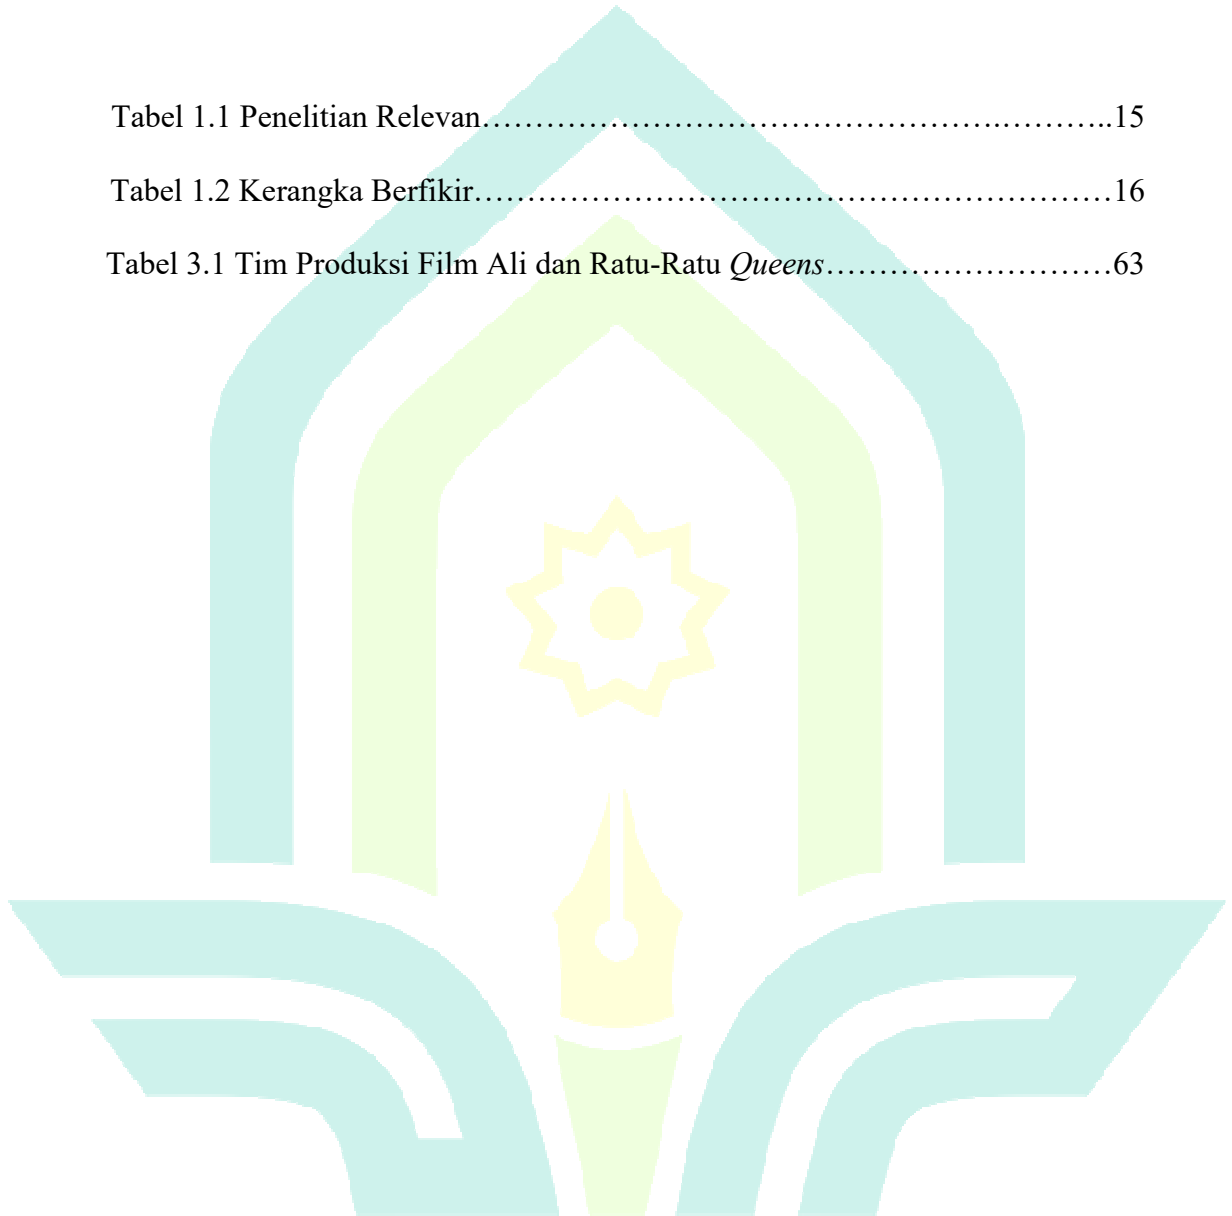 Tabel 1.1 Penelitian Relevan……………………………………………….………..15
Tabel 1.2 Kerangka Berfikir……………………………………………………………16
Tabel 3.1 Tim Produksi Film Ali dan Ratu-Ratu Queens………………………63